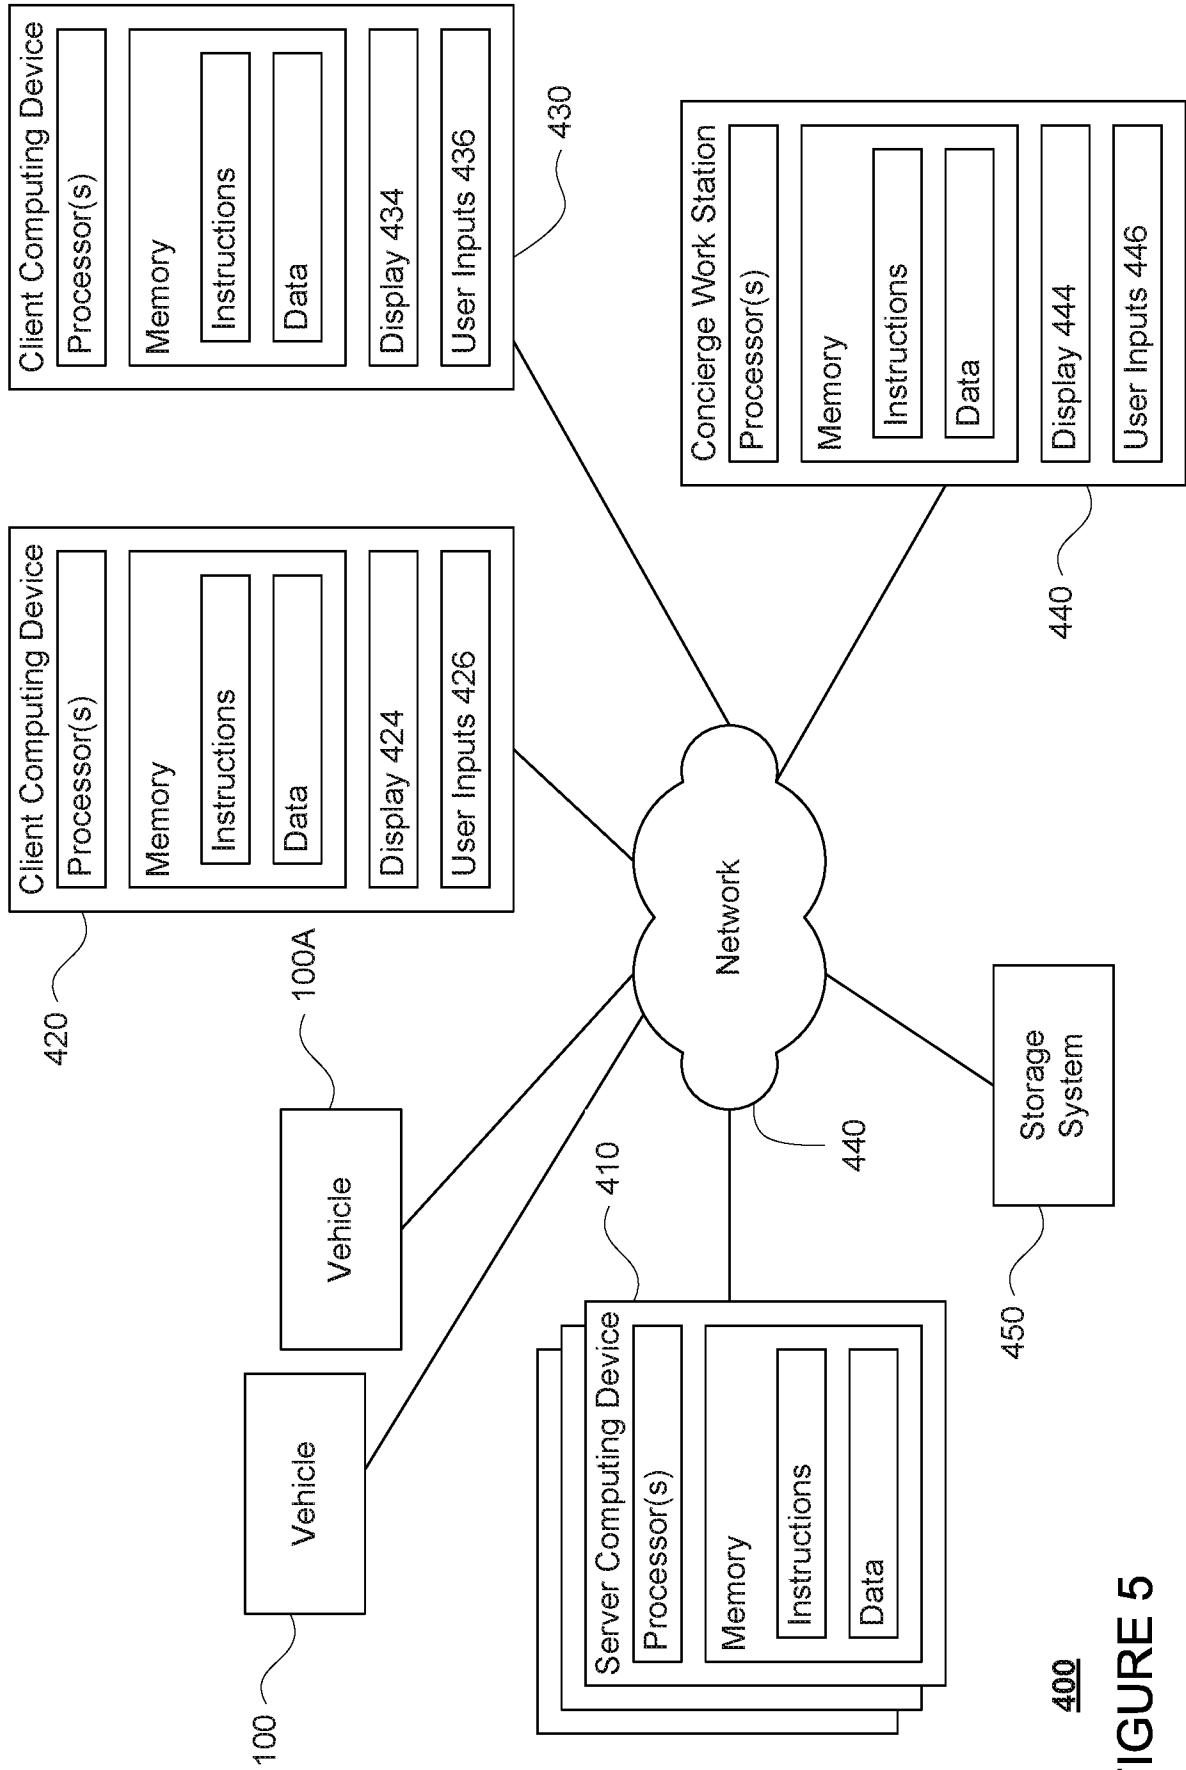 Client Computing Device
Processor(s)
Memory
Instructions
Data
Display 424
User Inputs 426
420
Client Computing Device
Processor(s)
Memory
Instructions
Data
Display 434
User Inputs 436
430
100
Vehicle
Vehicle
100A
Server Computing Device
Processor(s)
Memory
Instructions
Data
410
Network
440
Concierge Work Station
Processor(s)
Memory
Instructions
Data
Display 444
User Inputs 446
440
450
Storage
System
400
FIGURE 5